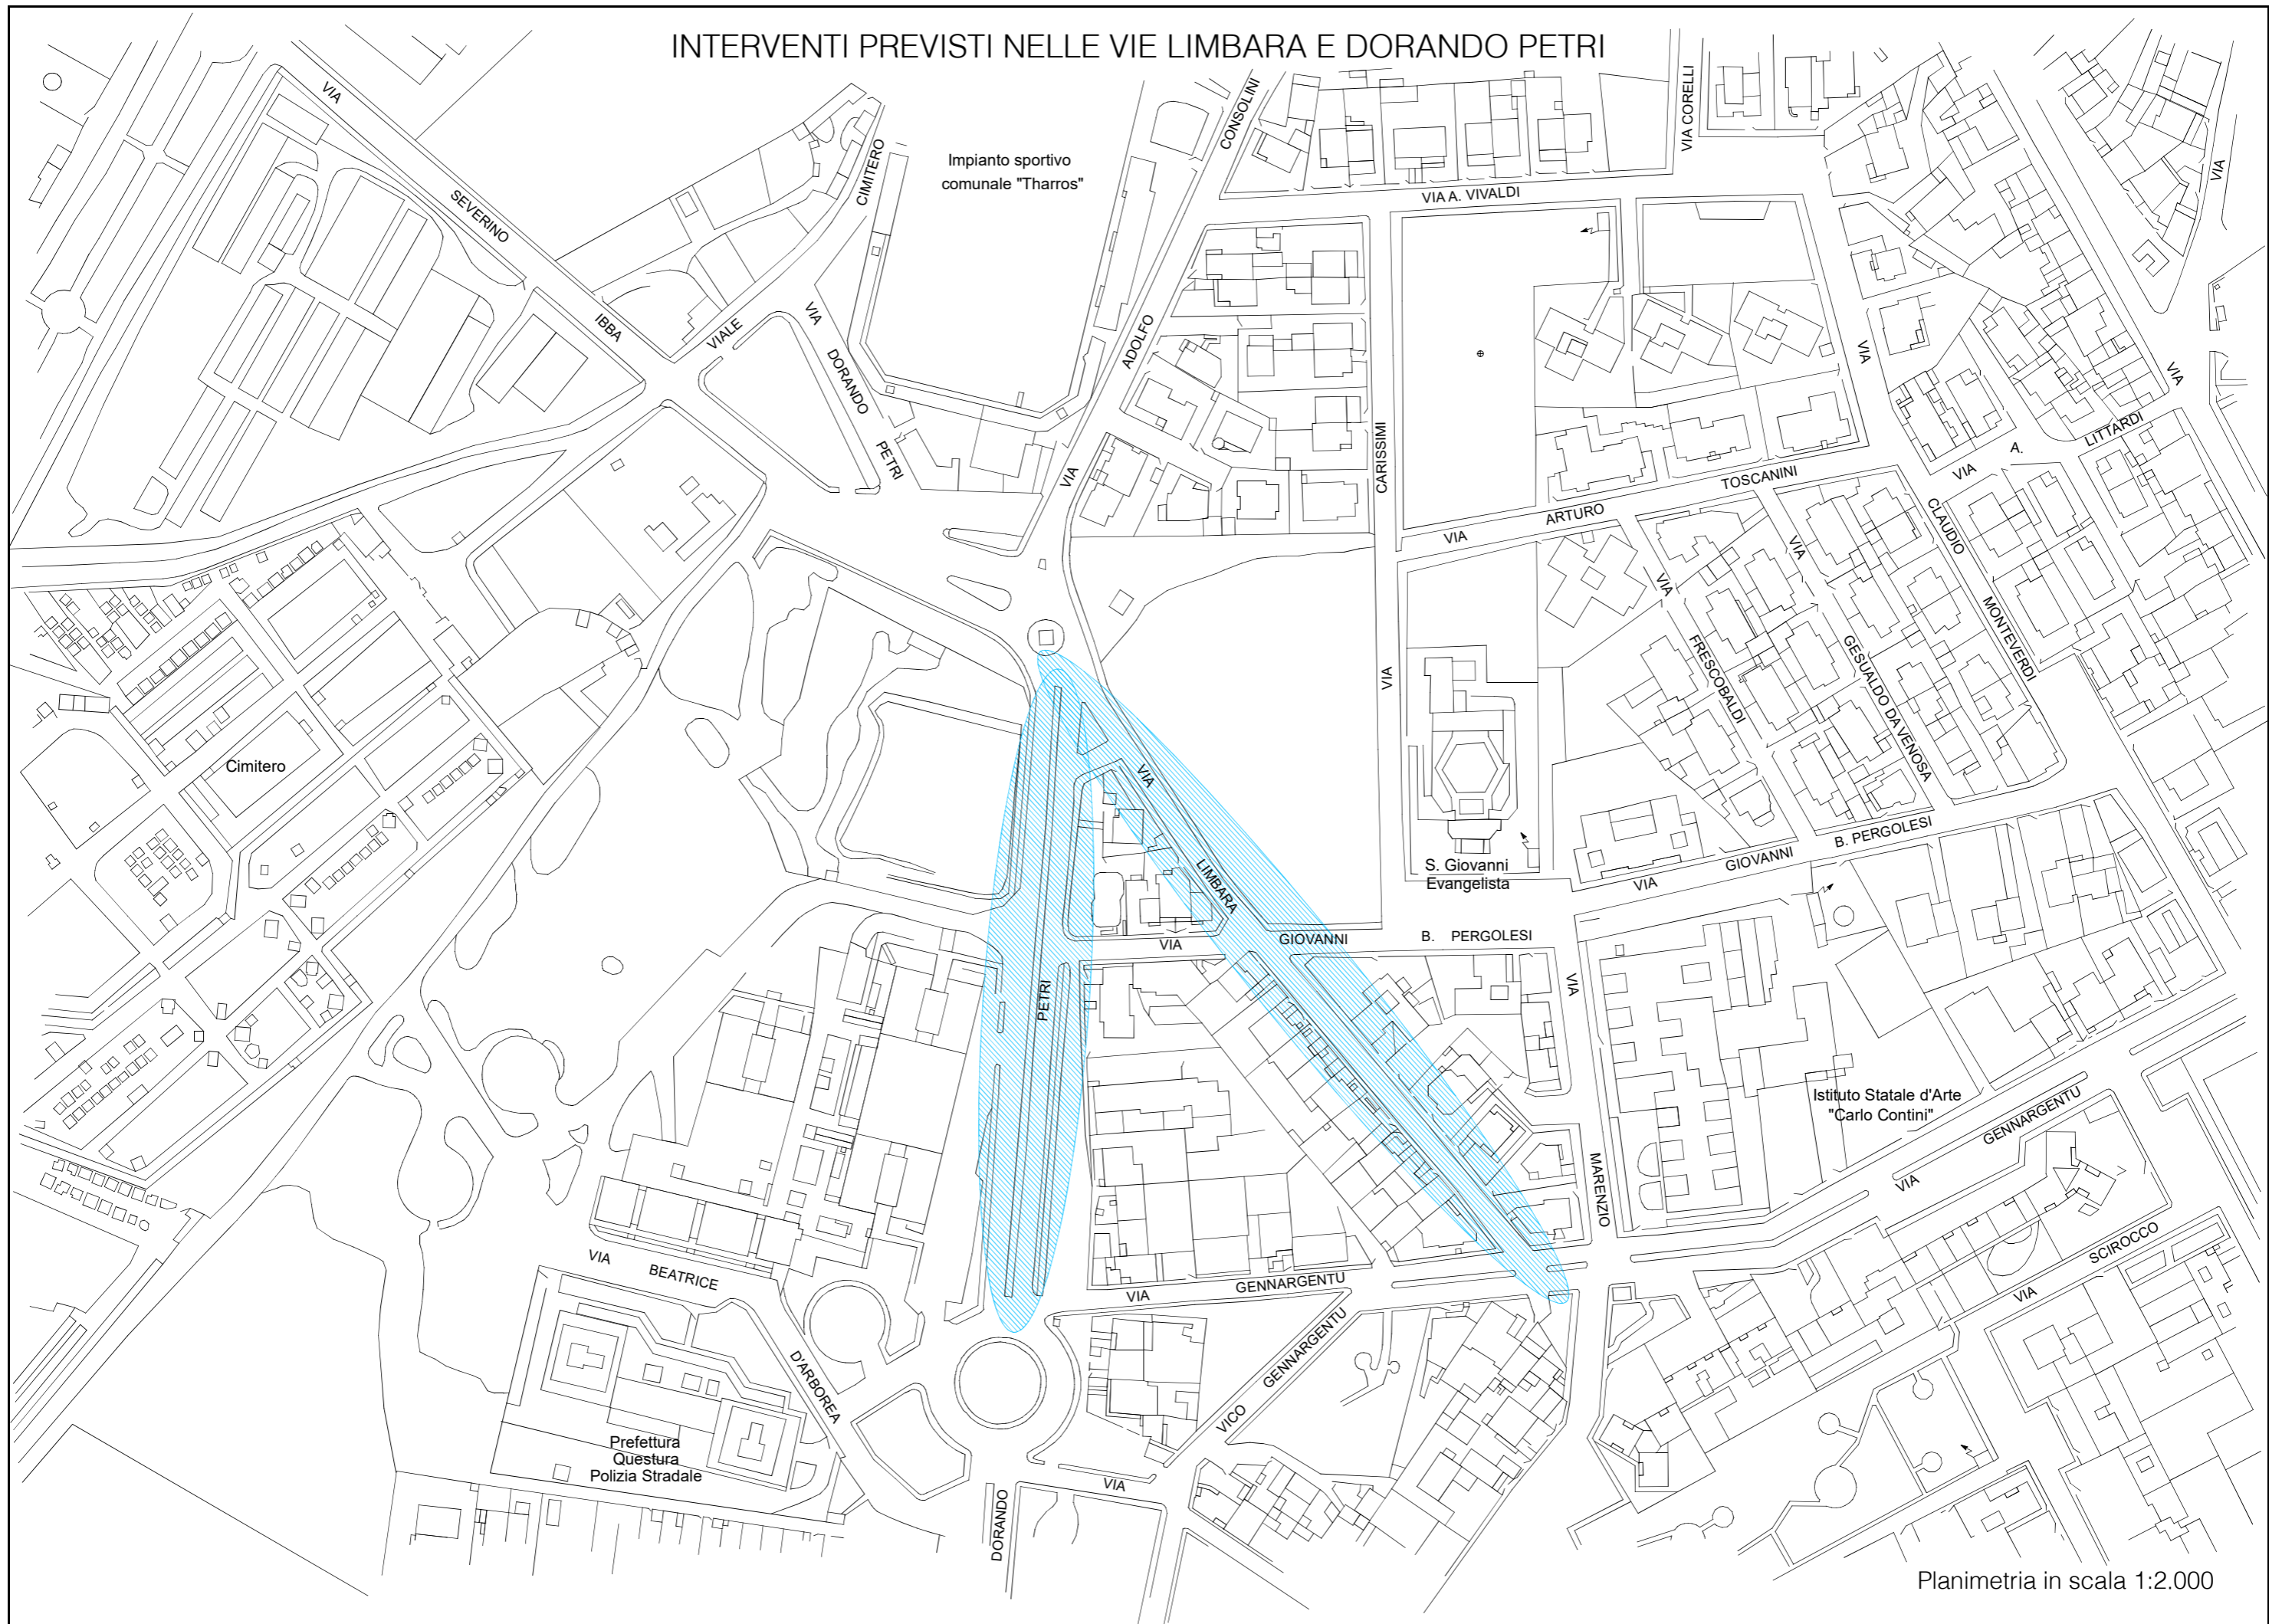 INTERVENTI PREVISTI NELLE VIE LIMBARA E DORANDO PETRI
VIA
SEVERINO
IBBA
VIALE
CIMITERO
Impianto sportivo
comunale "Tharros"
VIA
DORANDO
PETRI
VIA
ADOLFO
CONSOLINI
VIA CORELLI
VIA A. VIVALDI
VIA
CARISSIMI
VIA
ARTURO
TOSCANINI
VIA
CLAUDIO
MONTEVERDI
VIA
A.
LITTARDI
VIA
VIA
VIA
FRESCOBALDI
VIA
GESUALDO DA VENOSA
Cimitero
VIA
LIMBARA
S. Giovanni
Evangelista
VIA
GIOVANNI
B. PERGOLESI
VIA
GIOVANNI
B. PERGOLESI
PETRI
VIA
MARENZIO
Istituto Statale d'Arte
"Carlo Contini"
VIA
GENNARGENTU
VIA
SCIROCCO
VIA
GENNARGENTU
VICO
GENNARGENTU
VIA
BEATRICE
D'ARBOREA
Prefettura
Questura
Polizia Stradale
DORANDO
VIA
Planimetria in scala 1:2.000